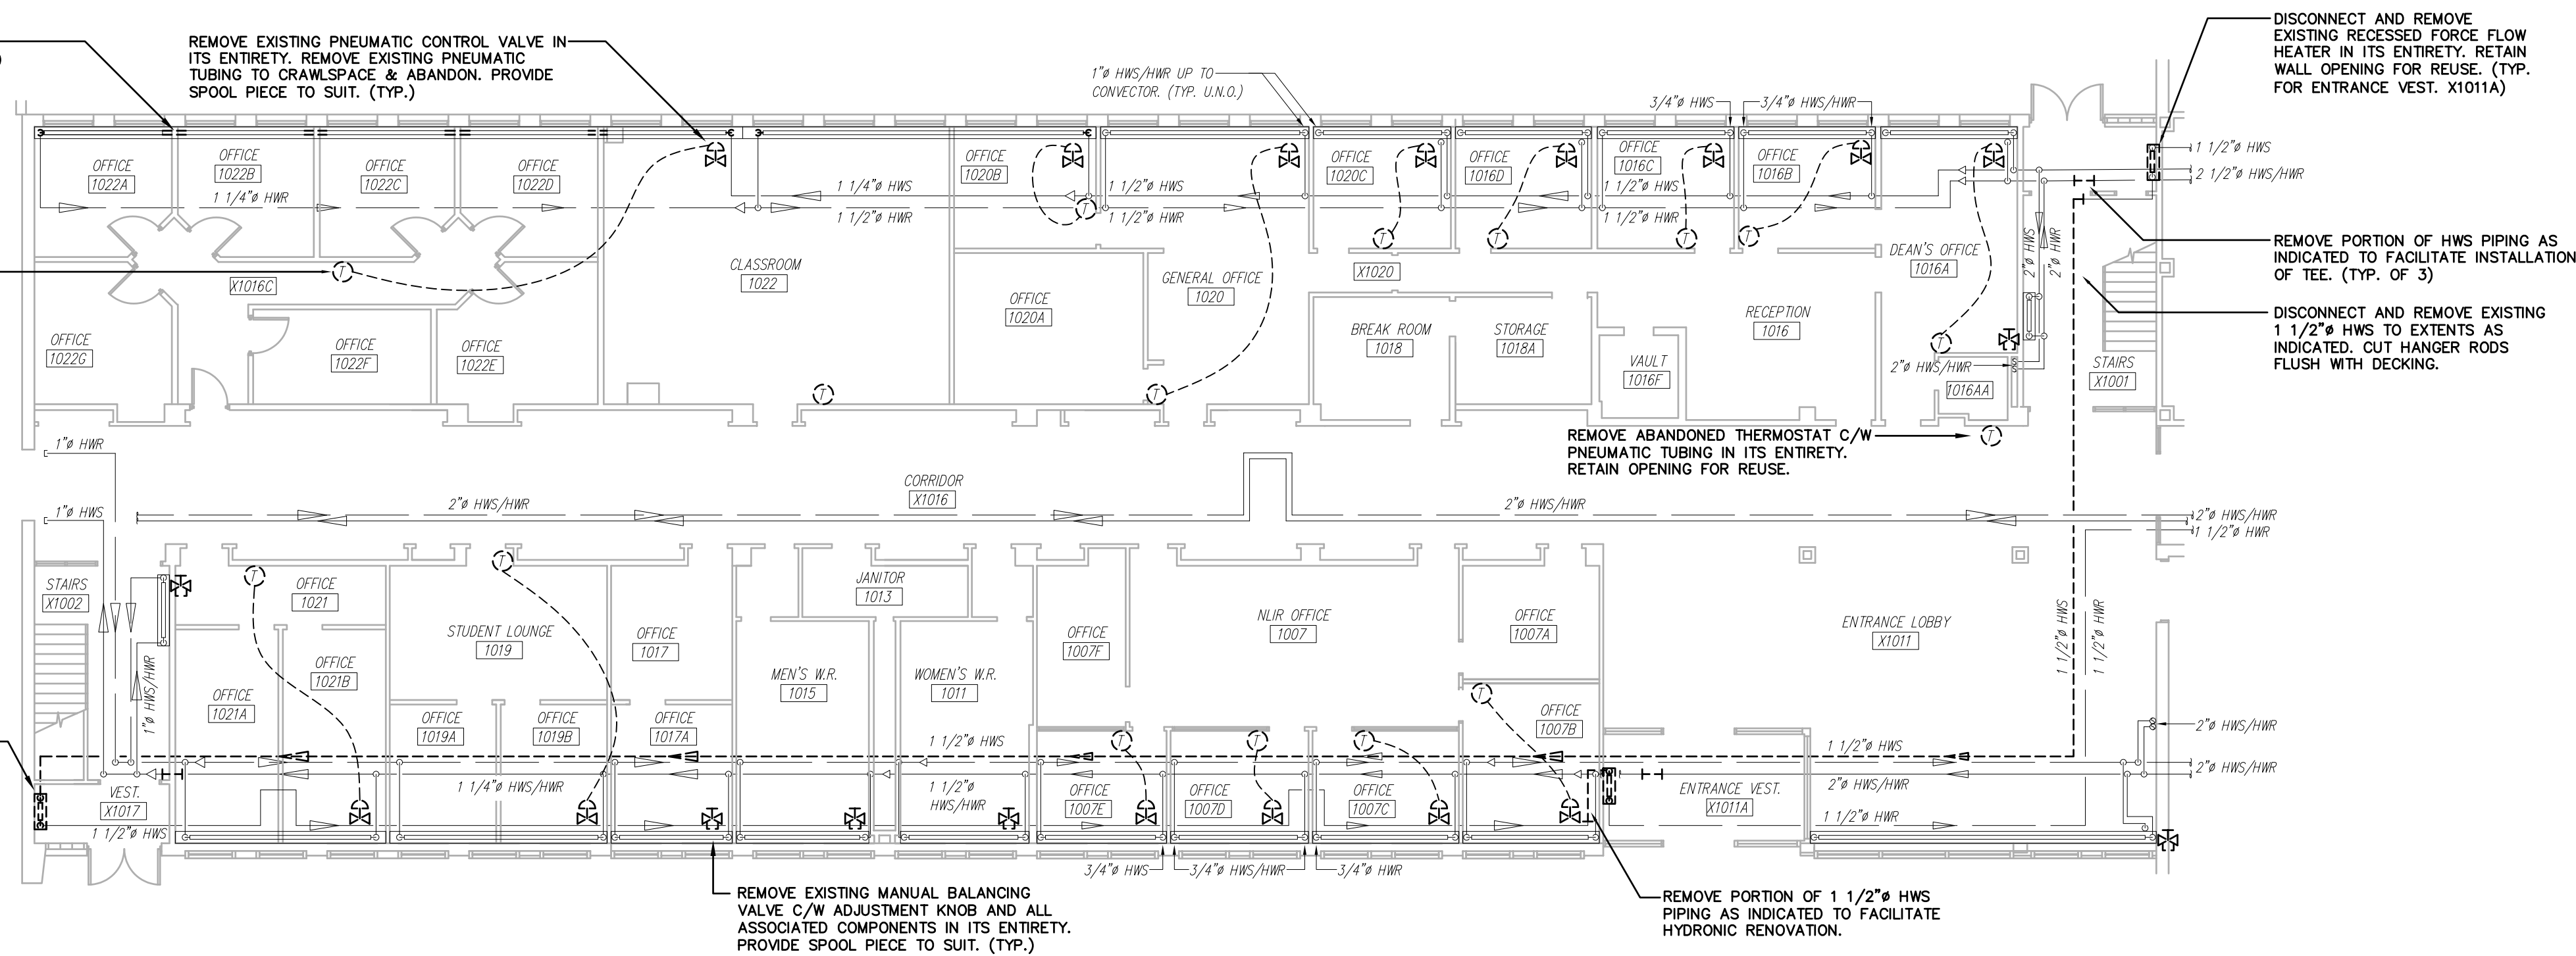 REMOVE EXISTING PNEUMATIC CONTROL VALVE IN
ITS ENTIRETY. REMOVE EXISTING PNEUMATIC
TUBING TO CRAWLSPACE & ABANDON. PROVIDE
SPOOL PIECE TO SUIT. (TYP.)
1"ø HWS/HWR UP TO
CONVECTOR. (TYP. U.N.O.)
3/4"ø HWS
3/4"ø HWS/HWR
DISCONNECT AND REMOVE
EXISTING RECESSED FORCE FLOW
HEATER IN ITS ENTIRETY. RETAIN
WALL OPENING FOR REUSE. (TYP.
FOR ENTRANCE VEST. X1011A)
OFFICE
1022A
OFFICE
1022B
OFFICE
1022C
OFFICE
1022D
OFFICE
1020B
OFFICE
1020C
OFFICE
1016D
OFFICE
1016C
OFFICE
1016B
1 1/2"ø HWS
2 1/2"ø HWS/HWR
1 1/4"ø HWR
1 1/4"ø HWS
1 1/2"ø HWR
1 1/2"ø HWS
1 1/2"ø HWR
1 1/2"ø HWS
1 1/2"ø HWR
T
T
T
T
T
T
T
T
REMOVE PORTION OF HWS PIPING AS
INDICATED TO FACILITATE INSTALLATION
OF TEE. (TYP. OF 3)
DISCONNECT AND REMOVE EXISTING
1 1/2"ø HWS TO EXTENTS AS
INDICATED. CUT HANGER RODS
FLUSH WITH DECKING.
X1016C
CLASSROOM
1022
OFFICE
1020A
GENERAL OFFICE
1020
X1020
DEAN'S OFFICE
1016A
2"ø HWS
2"ø HWR
RECEPTION
1016
OFFICE
1022G
OFFICE
1022F
OFFICE
1022E
BREAK ROOM
1018
STORAGE
1018A
VAULT
1016F
2"ø HWS/HWR
1016AA
STAIRS
X1001
T
T
T
REMOVE ABANDONED THERMOSTAT C/W
PNEUMATIC TUBING IN ITS ENTIRETY.
RETAIN OPENING FOR REUSE.
1"ø HWR
1"ø HWS
2"ø HWS/HWR
CORRIDOR
X1016
2"ø HWS/HWR
2"ø HWS/HWR
1 1/2"ø HWR
STAIRS
X1002
T
OFFICE
1021
T
STUDENT LOUNGE
1019
OFFICE
1017
JANITOR
1013
OFFICE
1007F
NLIR OFFICE
1007
OFFICE
1007A
ENTRANCE LOBBY
X1011
1 1/2"ø HWS
1 1/2"ø HWR
1"ø HWS/HWR
OFFICE
1021A
OFFICE
1021B
MEN'S W.R.
1015
WOMEN'S W.R.
1011
T
OFFICE
1007B
OFFICE
1019A
OFFICE
1019B
OFFICE
1017A
1 1/2"ø HWS
T
T
T
1 1/2"ø HWS
2"ø HWS/HWR
2"ø HWS/HWR
VEST.
X1017
1 1/4"ø HWS/HWR
1 1/2"ø
HWS/HWR
OFFICE
1007E
OFFICE
1007D
OFFICE
1007C
ENTRANCE VEST.
X1011A
2"ø HWS/HWR
1 1/2"ø HWS
1 1/2"ø HWR
3/4"ø HWS
3/4"ø HWS/HWR
3/4"ø HWR
REMOVE EXISTING MANUAL BALANCING
VALVE C/W ADJUSTMENT KNOB AND ALL
ASSOCIATED COMPONENTS IN ITS ENTIRETY.
PROVIDE SPOOL PIECE TO SUIT. (TYP.)
REMOVE PORTION OF 1 1/2"ø HWS
PIPING AS INDICATED TO FACILITATE
HYDRONIC RENOVATION.